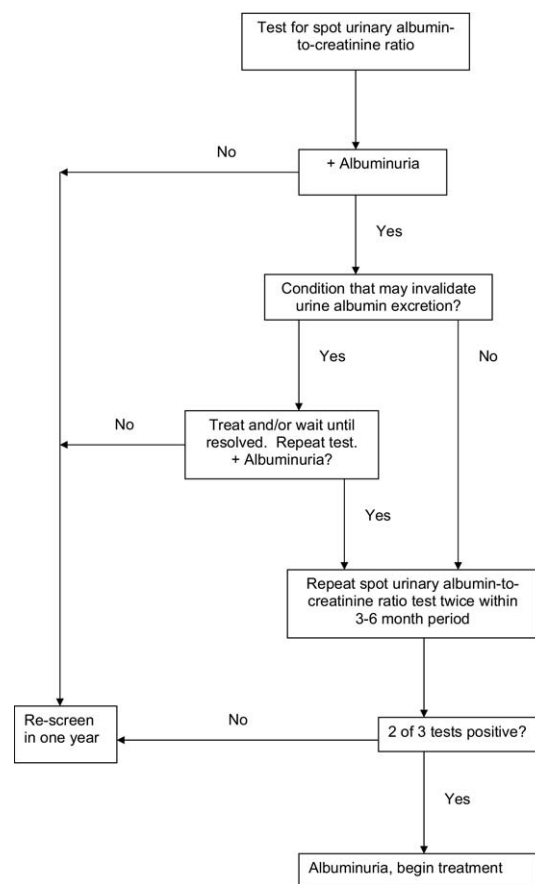 Test for spot urinary albumin-
to-creatinine ratio
No
+ Albuminuria
Yes
Condition that may invalidate
urine albumin excretion?
Yes
No
No
Treat and/or wait until
resolved. Repeat test.
+ Albuminuria?
Yes
Repeat spot urinary albumin-to-
creatinine ratio test twice within
3-6 month period
Re-screen
in one year
No
2 of 3 tests positive?
Yes
Albuminuria, begin treatment